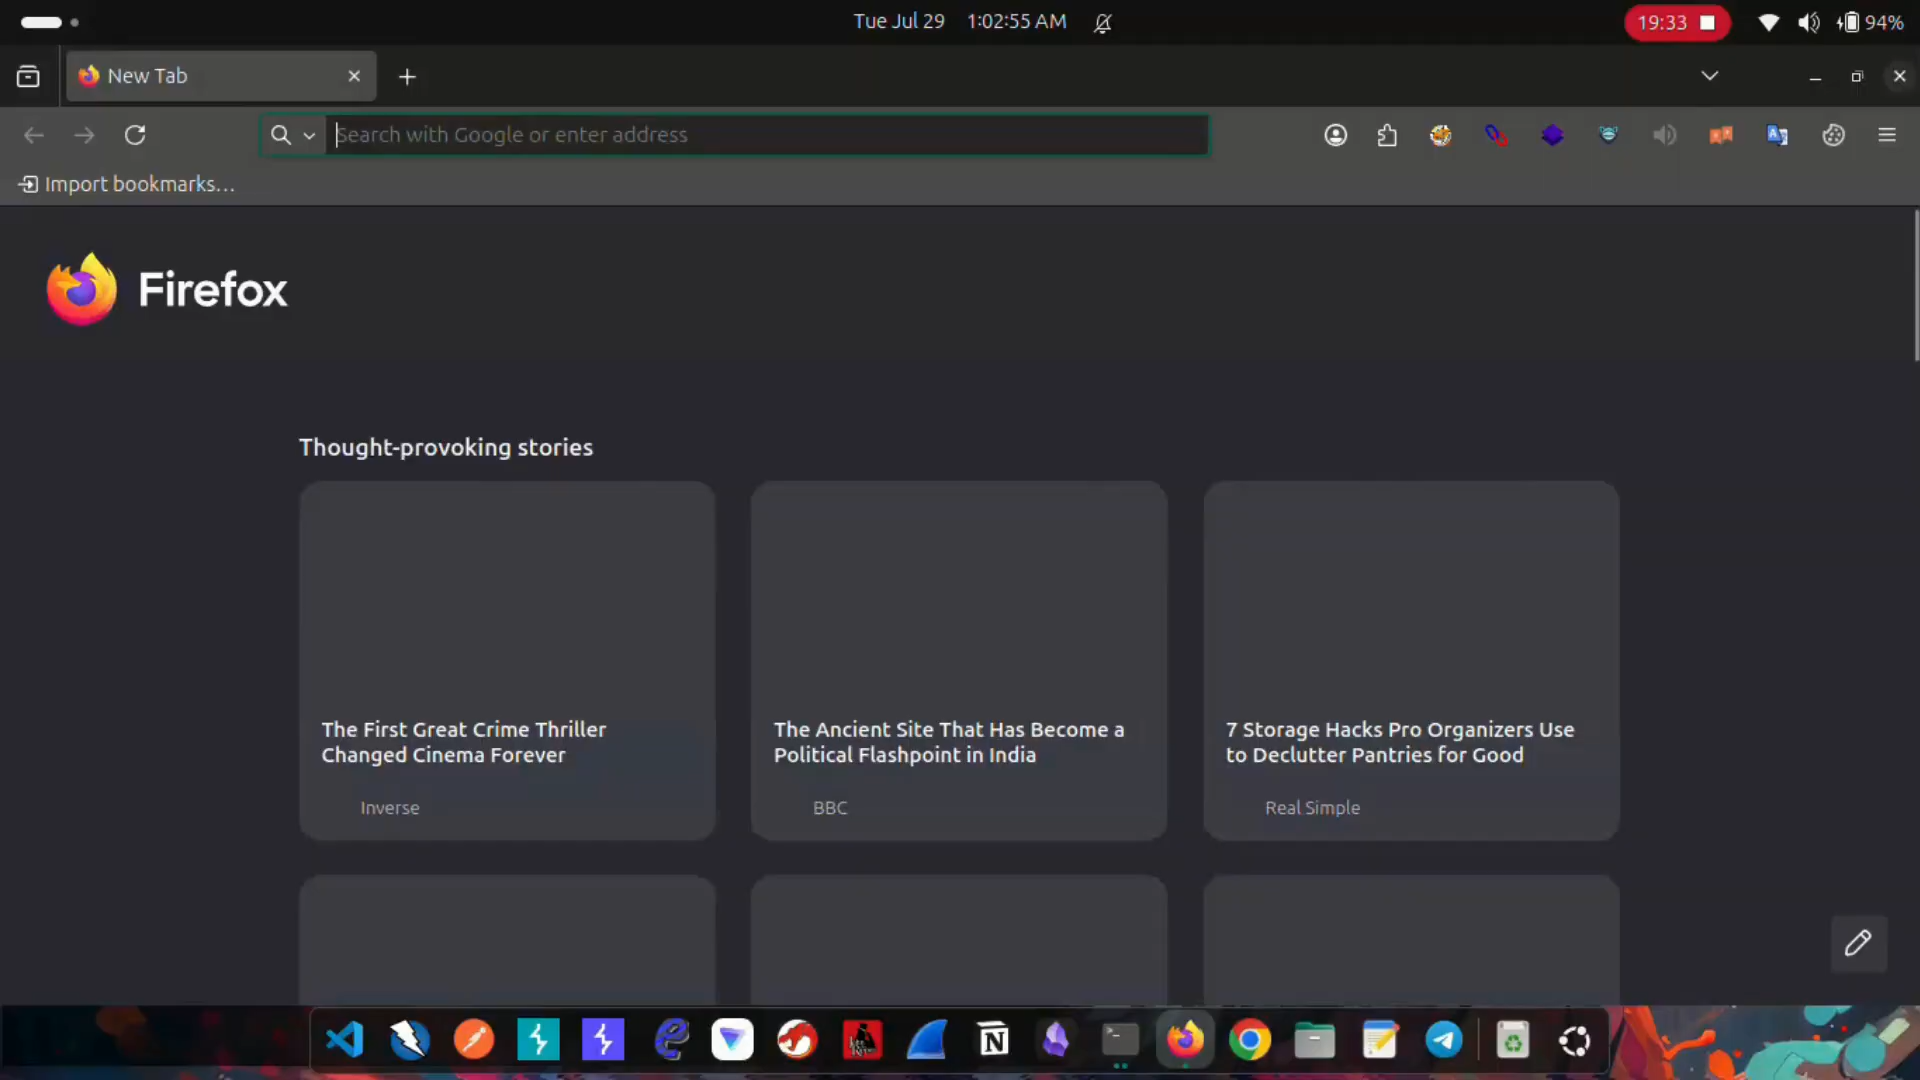 Tue Jul 29 1:02:55 AM
19:33
94%
New Tab
Search with Google or enter address
Import bookmarks…
Firefox
Thought-provoking stories
The First Great Crime Thriller
Changed Cinema Forever
Inverse
The Ancient Site That Has Become a
Political Flashpoint in India
BBC
7 Storage Hacks Pro Organizers Use
to Declutter Pantries for Good
Real Simple